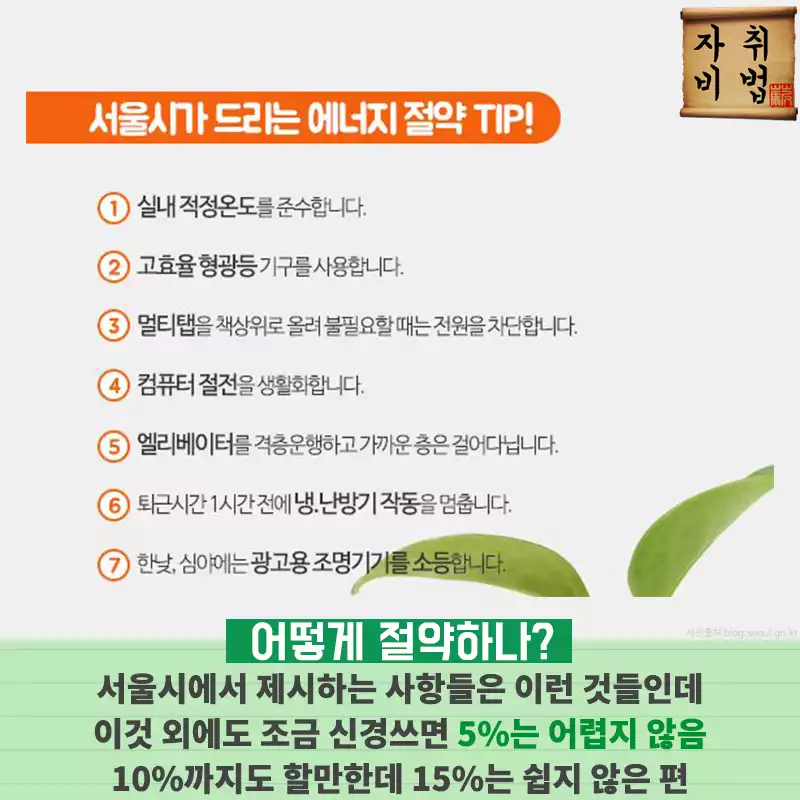 자취
비법
서울시가 드리는 에너지 절약 TIP!
① 실내 적정온도를 준수합니다.
② 고효율 형광등 기구를 사용합니다.
③ 멀티탭을 책상위로 올려 불필요할 때는 전원을 차단합니다.
④ 컴퓨터 절전을 생활화합니다.
⑤ 엘리베이터를 격층운행하고 가까운 층은 걸어다닙니다.
⑥ 퇴근시간 1시간 전에 냉.난방기 작동을 멈춥니다.
⑦ 한낮, 심야에는 광고용 조명기기를 소등합니다.
사진출처 blog.seoul.go.kr
어떻게 절약하나?
서울시에서 제시하는 사항들은 이런 것들인데
이것 외에도 조금 신경쓰면 5%는 어렵지 않음
10%까지도 할만한데 15%는 쉽지 않은 편